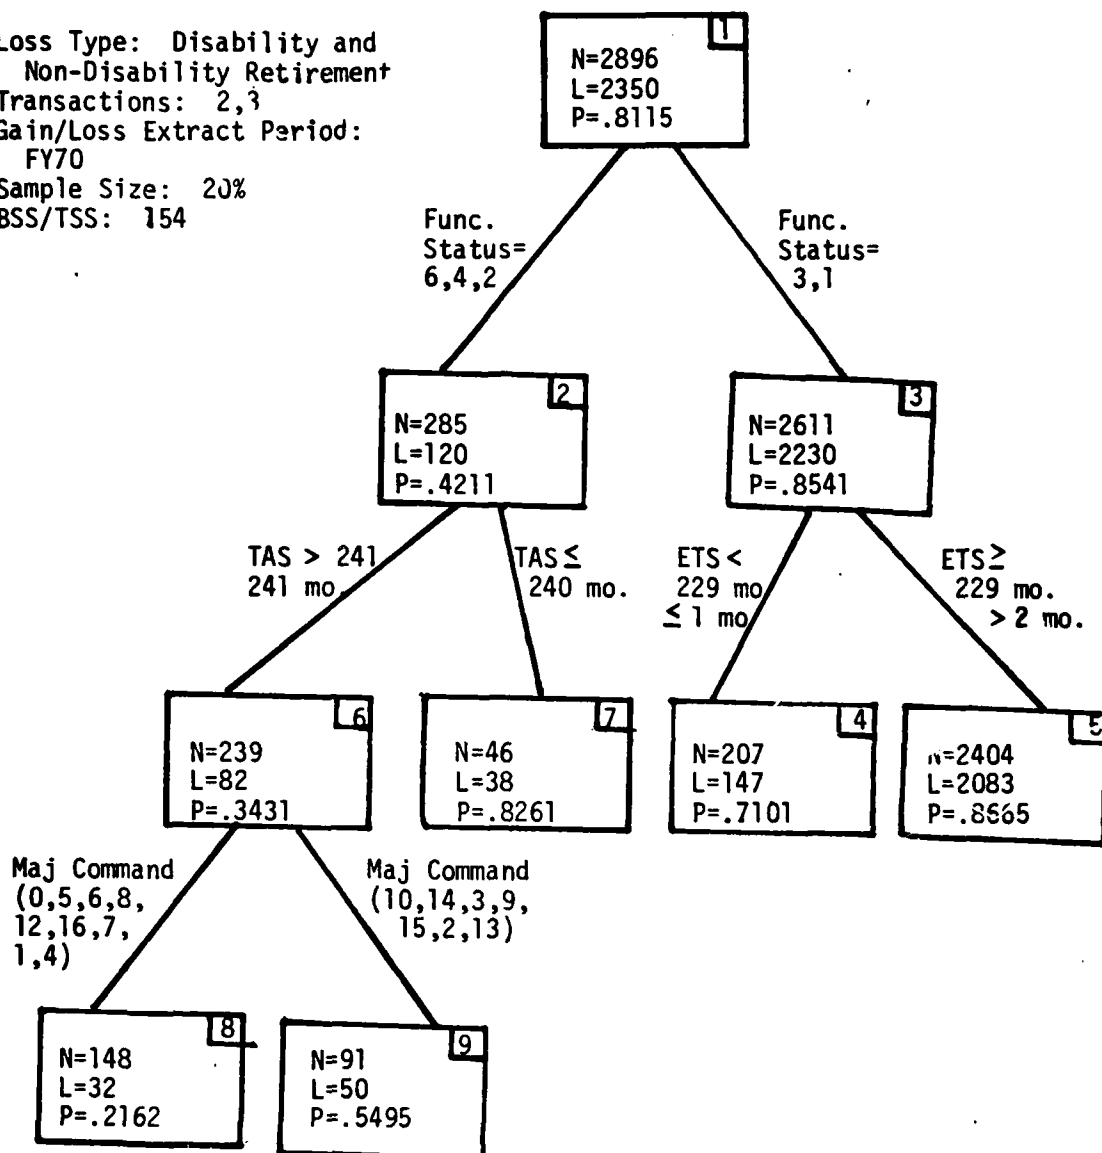 Loss Type: Disability and
Non-Disability Retirement
Transactions: 2,3
Gain/Loss Extract Period:
FY70
Sample Size: 20%
BSS/TSS: 154
1
N=2896
L=2350
P=.8115
Func.
Status=
6,4,2
Func.
Status=
3,1
2
N=285
L=120
P=.4211
3
N=2611
L=2230
P=.8541
TAS > 241
241 mo.
TAS ≤
240 mo.
ETS <
229 mo
≤ 1 mo
ETS ≥
229 mo.
> 2 mo.
6
N=239
L=82
P=.3431
7
N=46
L=38
P=.8261
4
N=207
L=147
P=.7101
5
N=2404
L=2083
P=.8665
Maj Command
(0,5,6,8,
12,16,7,
1,4)
Maj Command
(10,14,3,9,
15,2,13)
8
N=148
L=32
P=.2162
9
N=91
L=50
P=.5495